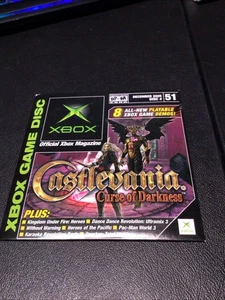 XBOX GAME DISC
XBOX
Official Xbox Magazine
DECEMBER 2005
51
8 ALL-NEW PLAYABLE
XBOX GAME DEMOS!
Castlevania
Curse of Darkness
PLUS:
Kingdom Under Fire: Heroes ■ Dance Dance Revolution: Ultramix 3
Without Warning ■ Heroes of the Pacific ■ Pac-Man World 3
Karaoke Revolution